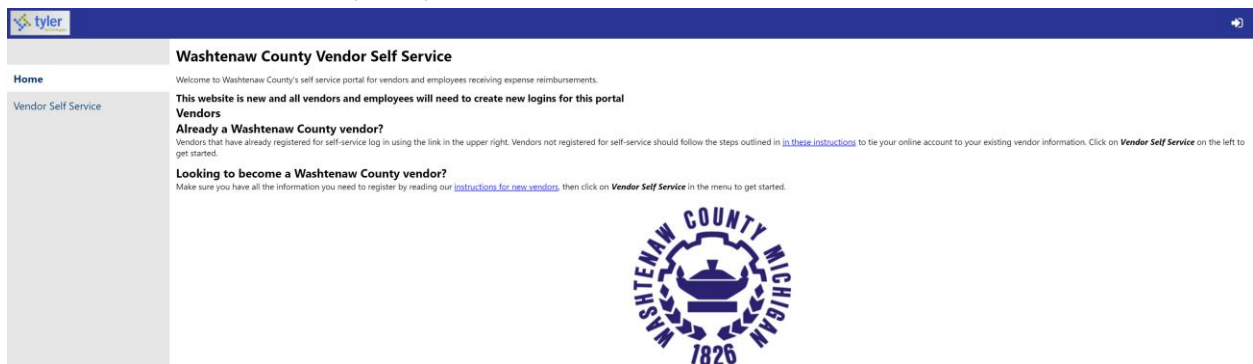 tyler
Washtenaw County Vendor Self Service
Home
Welcome to Washtenaw County's self service portal for vendors and employees receiving expense reimbursements.
Vendor Self Service
This website is new and all vendors and employees will need to create new logins for this portal
Vendors
Already a Washtenaw County vendor?
Vendors that have already registered for self-service log in using the link in the upper right. Vendors not registered for self-service should follow the steps outlined in in these instructions to tie your online account to your existing vendor information. Click on Vendor Self Service on the left to
get started.
Looking to become a Washtenaw County vendor?
Make sure you have all the information you need to register by reading our instructions for new vendors, then click on Vendor Self Service in the menu to get started.
WASHTENAW COUNTY MICHIGAN
1826